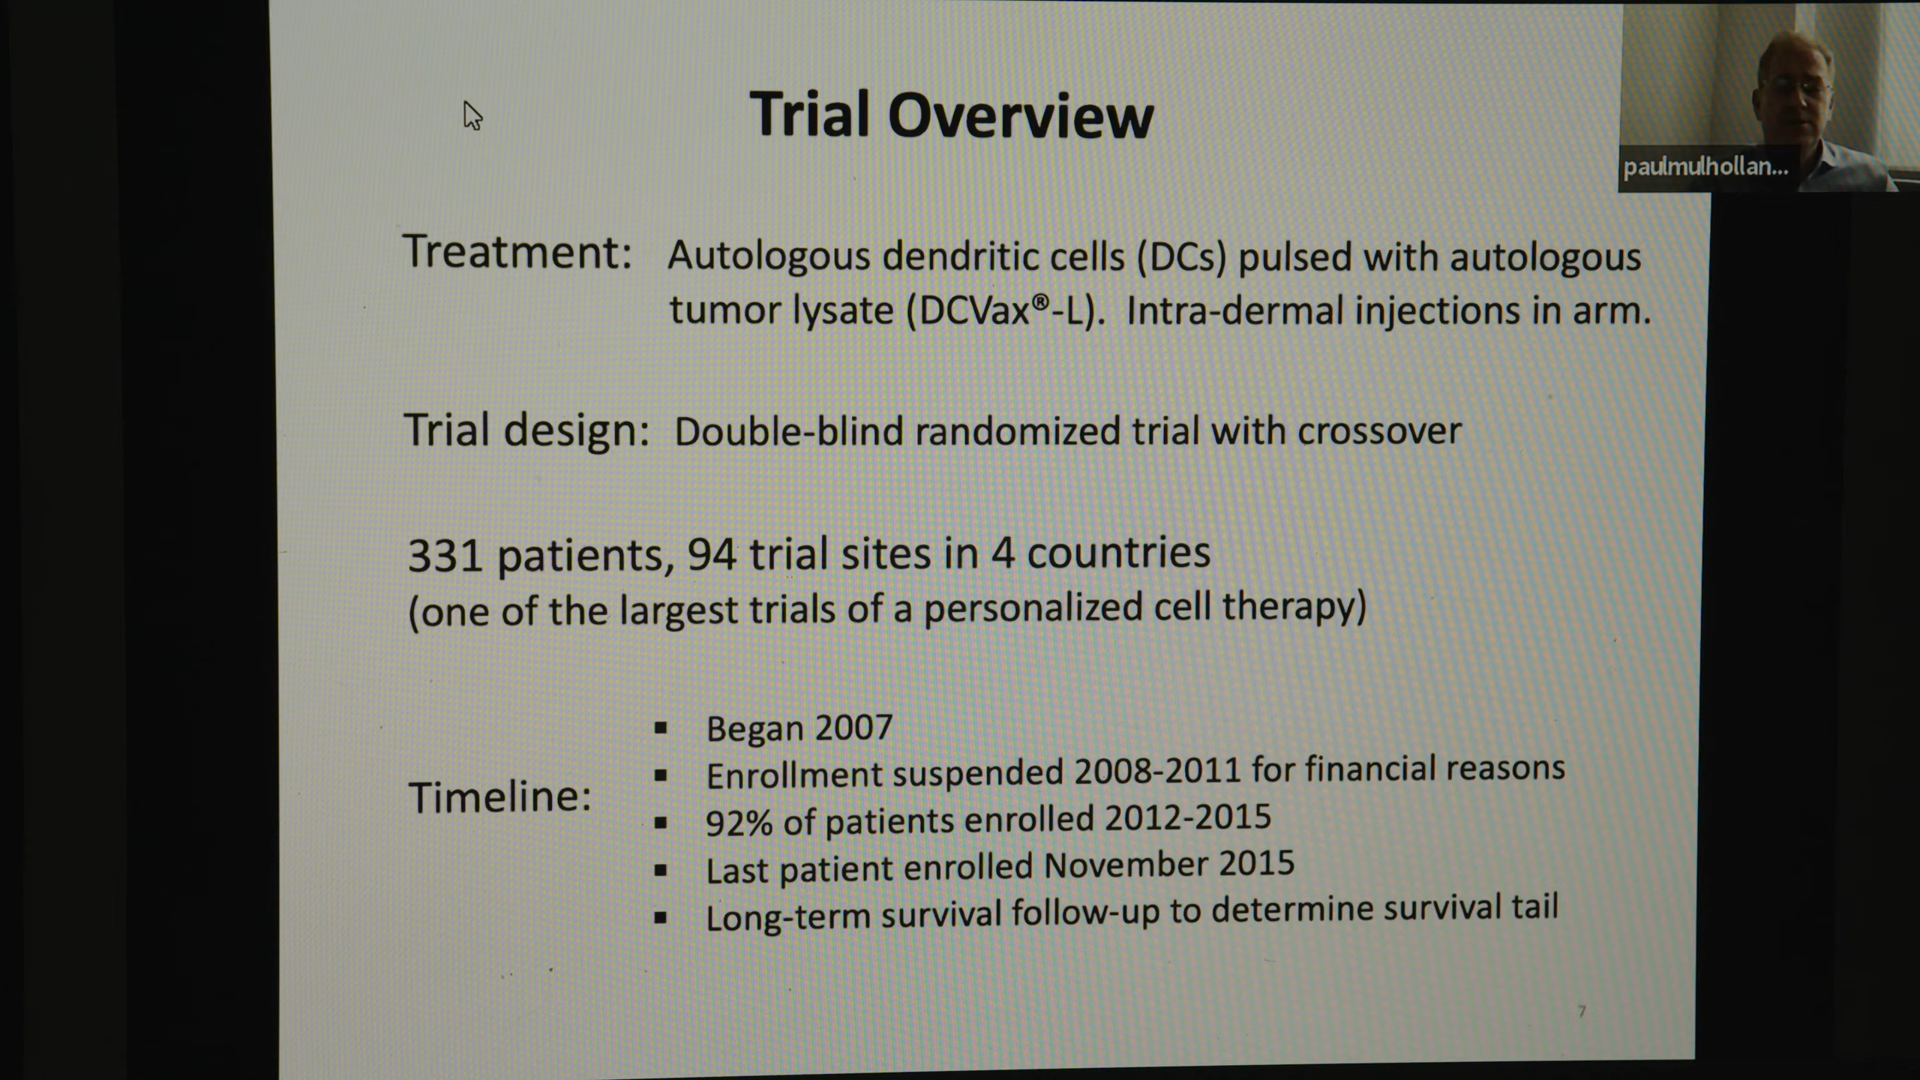 Trial Overview
paulmulhollan...
Treatment: Autologous dendritic cells (DCs) pulsed with autologous
tumor lysate (DCVax®-L). Intra-dermal injections in arm.
Trial design: Double-blind randomized trial with crossover
331 patients, 94 trial sites in 4 countries
(one of the largest trials of a personalized cell therapy)
Timeline:
▪ Began 2007
▪ Enrollment suspended 2008-2011 for financial reasons
▪ 92% of patients enrolled 2012-2015
▪ Last patient enrolled November 2015
▪ Long-term survival follow-up to determine survival tail
7